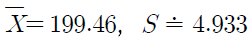 X̄ = 199.46, S ≐ 4.933